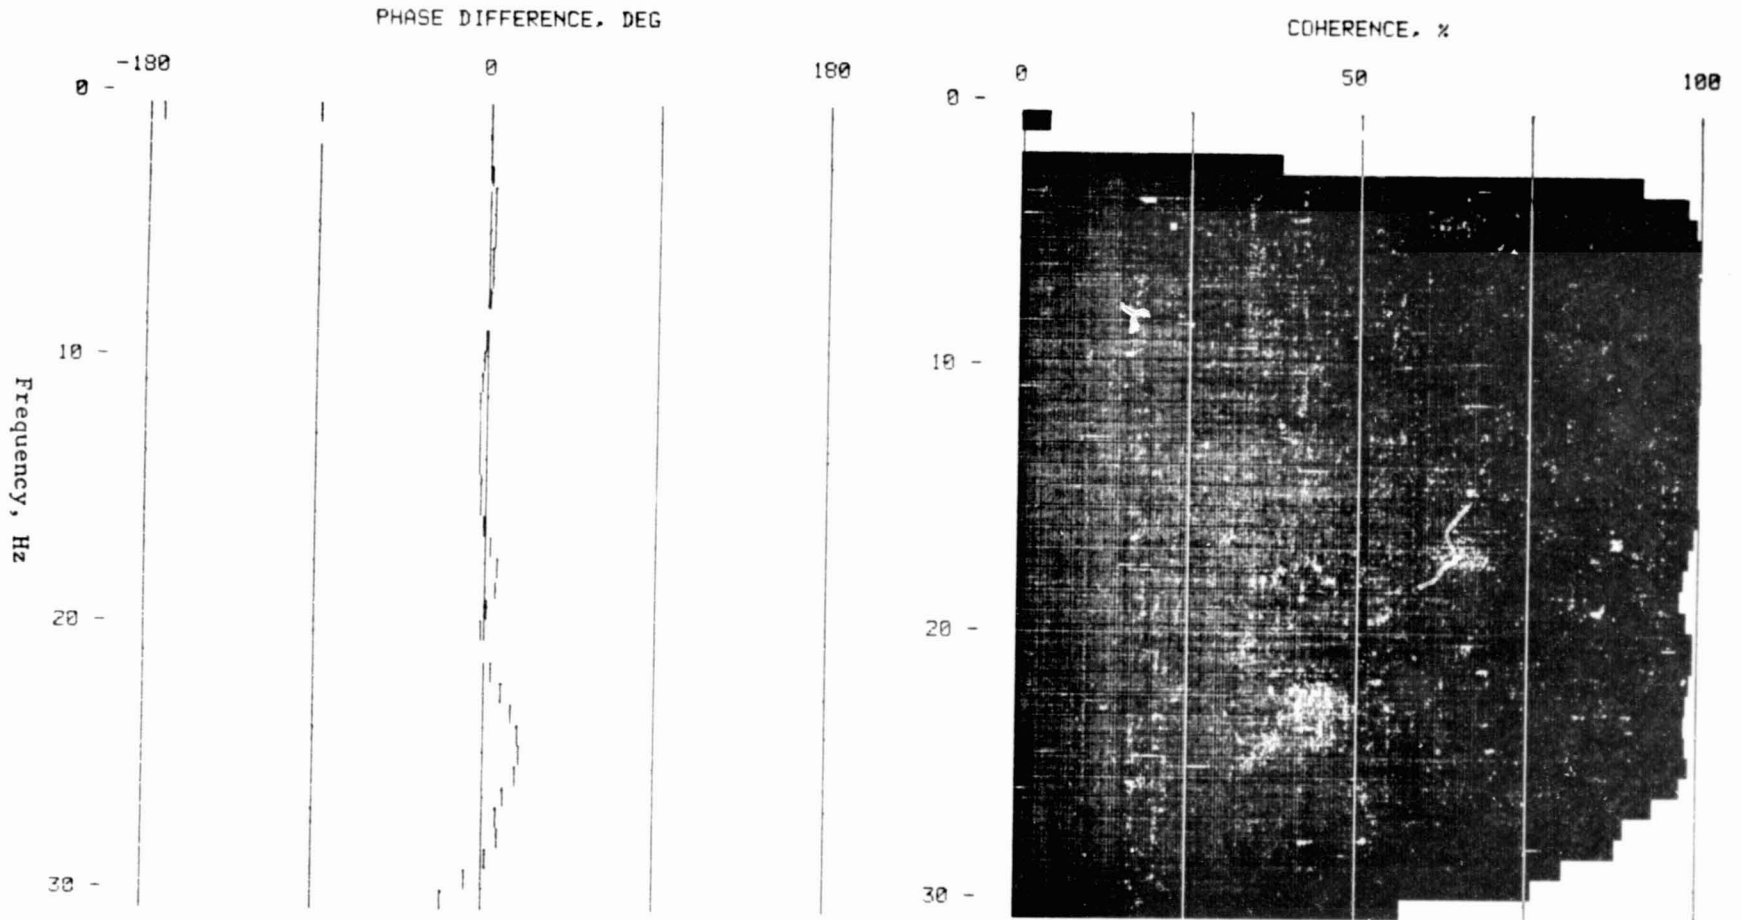 PHASE DIFFERENCE, DEG
-180 0 180
0 -
10 -
20 -
30 -
Frequency, Hz
COHERENCE, %
0 50 100
0 -
10 -
20 -
30 -